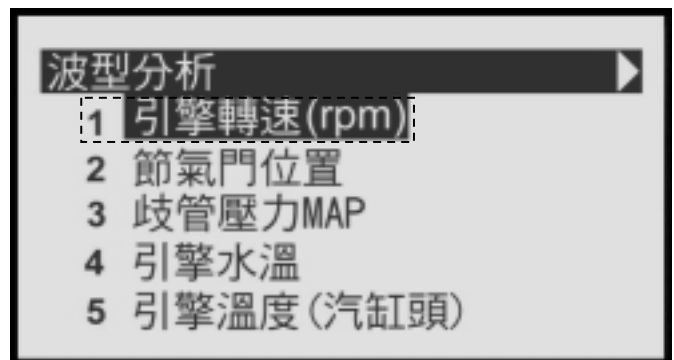 波型分析
1 引擎轉速(rpm)
2 節氣門位置
3 歧管壓力MAP
4 引擎水溫
5 引擎溫度(汽缸頭)